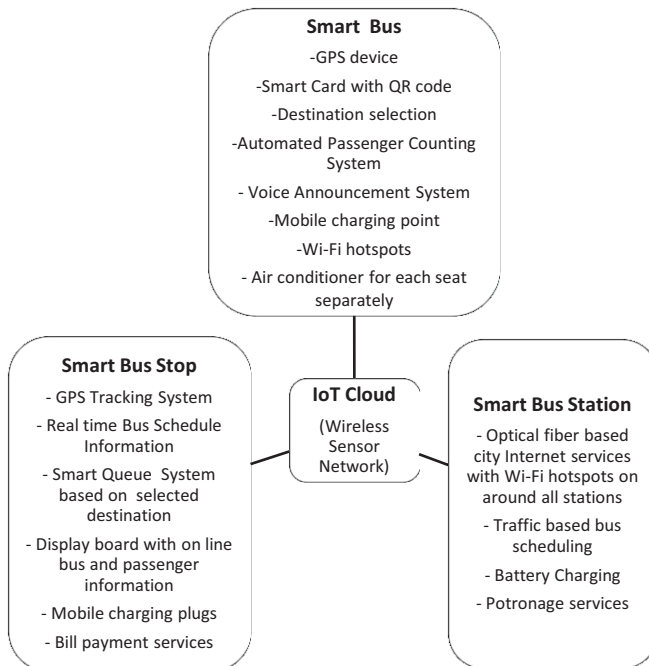 Smart Bus
-GPS device
-Smart Card with QR code
-Destination selection
-Automated Passenger Counting
System
- Voice Announcement System
-Mobile charging point
-Wi-Fi hotspots
- Air conditioner for each seat
separately
Smart Bus Stop
- GPS Tracking System
- Real time Bus Schedule
Information
- Smart Queue System
based on selected
destination
- Display board with on line
bus and passenger
information
- Mobile charging plugs
- Bill payment services
IoT Cloud
(Wireless
Sensor
Network)
Smart Bus Station
- Optical fiber based
city Internet services
with Wi-Fi hotspots on
around all stations
- Traffic based bus
scheduling
- Battery Charging
- Potronage services